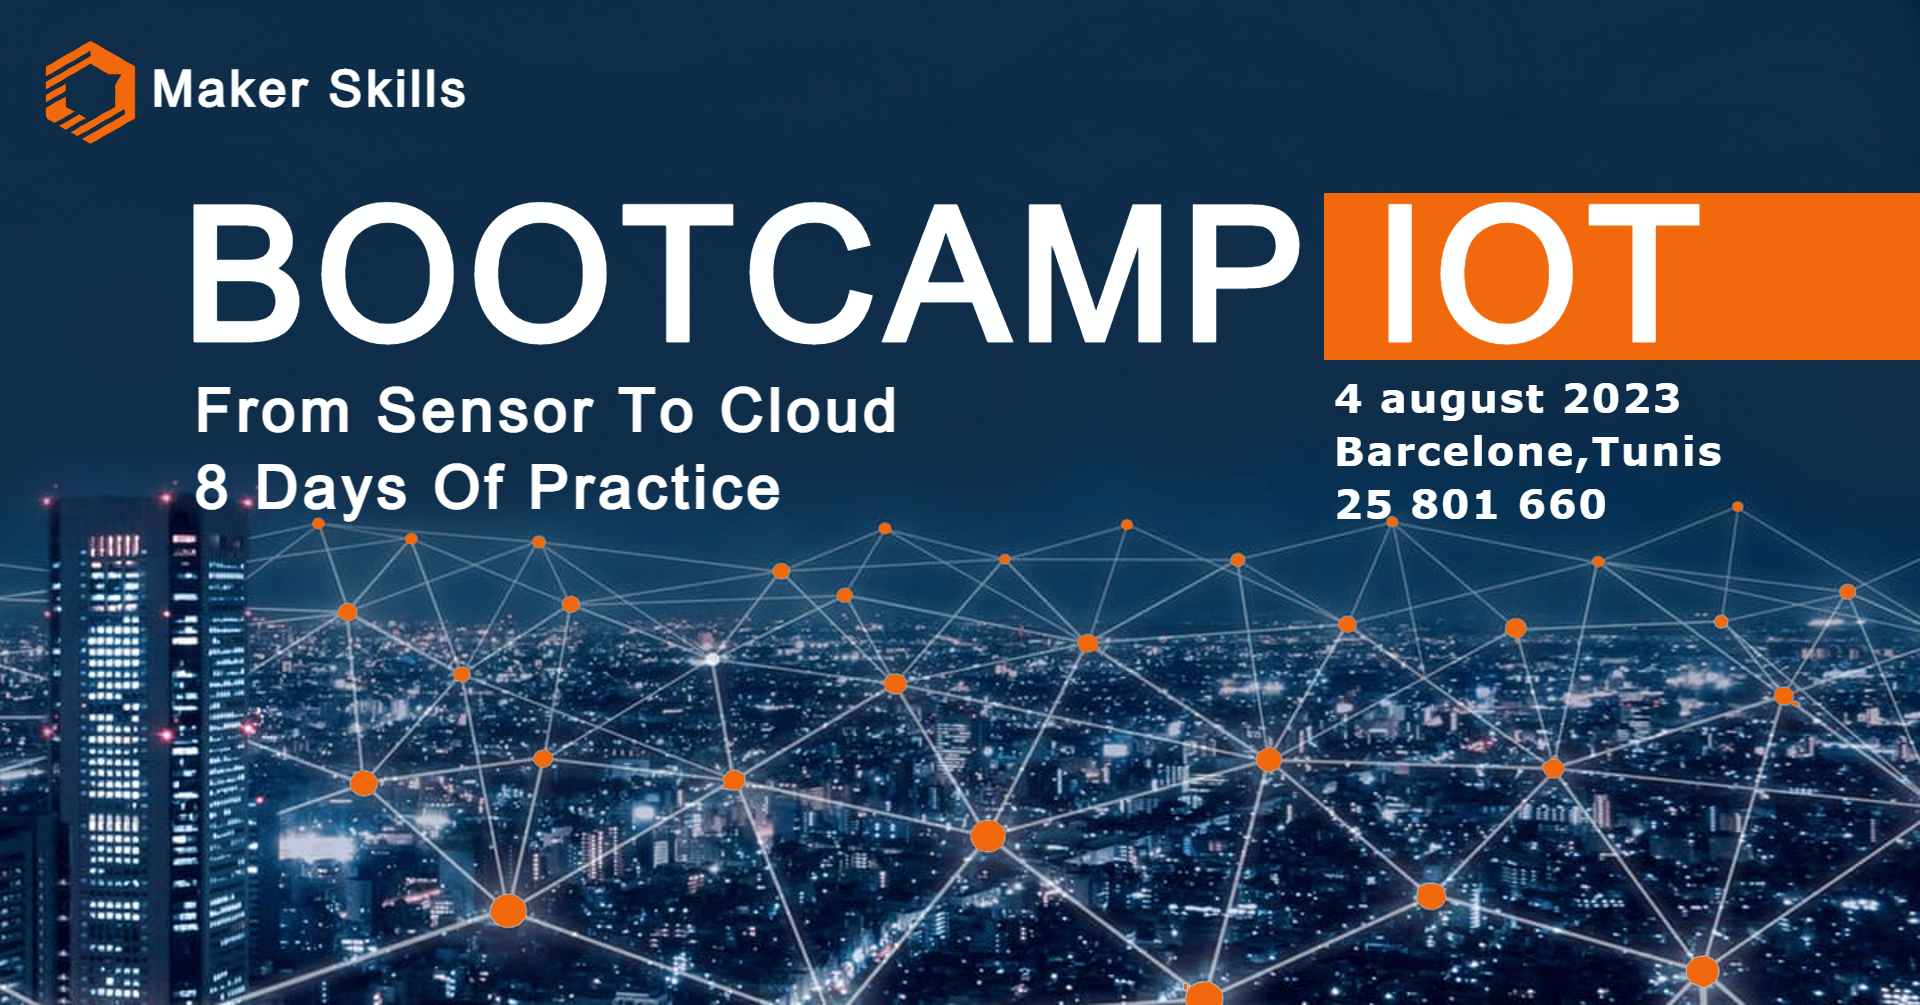 Maker Skills
BOOTCAMP IOT
From Sensor To Cloud
8 Days Of Practice
4 august 2023
Barcelone,Tunis
25 801 660